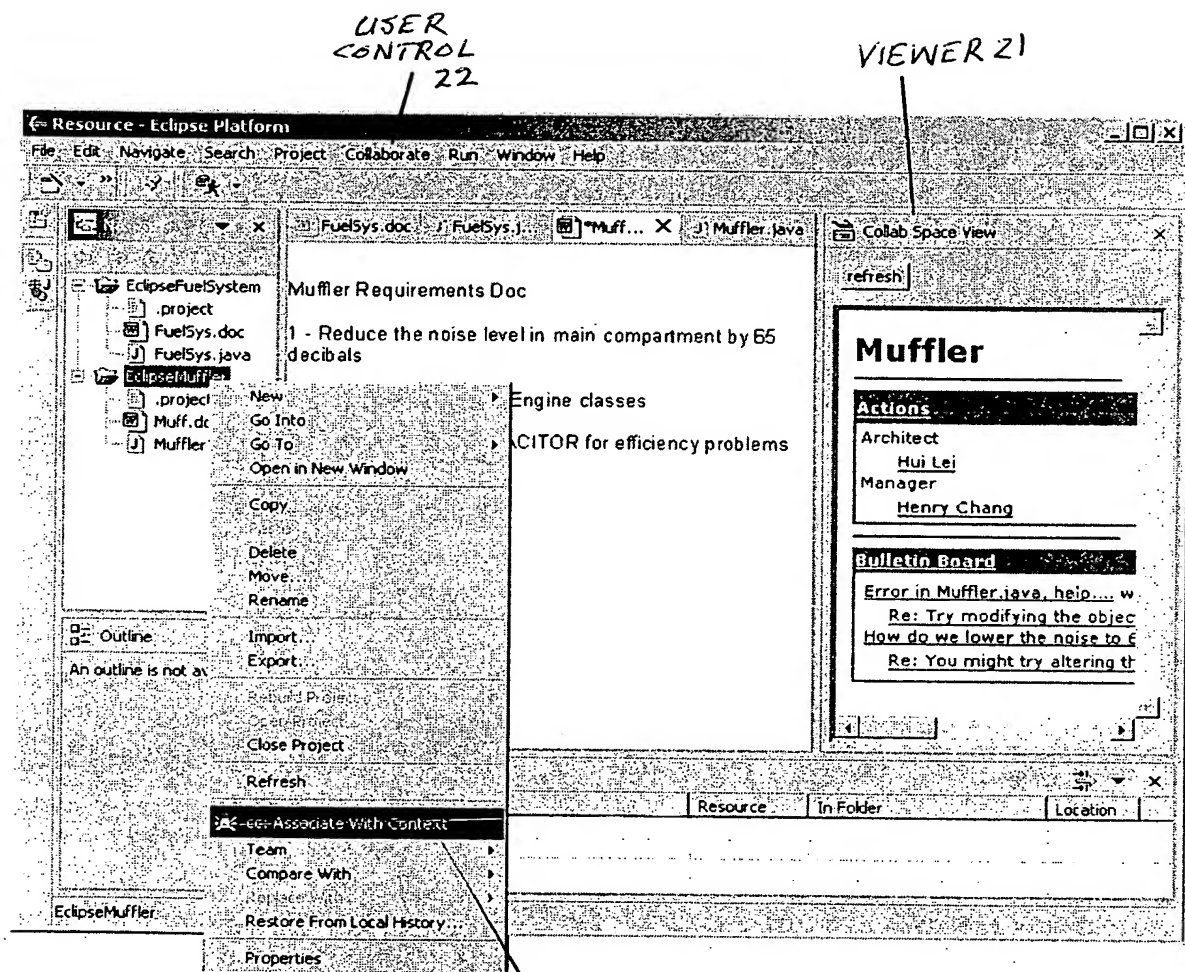 USER
CONTROL
22
VIEWER 21
Resource - Eclipse Platform
File Edit Navigate Search Project Collaborate Run Window Help
FuelSys.doc
FuelSys.j..
*Muff...
Muffler.java
Collab Space View
refresh
EclipseFuelSystem
.project
FuelSys.doc
FuelSys.java
EclipseMuffler
.project
Muff.dc
Muffler
Muffler Requirements Doc
1 - Reduce the noise level in main compartment by 65
decibals
Engine classes
ACITOR for efficiency problems
Muffler
Actions
Architect
Hui Lei
Manager
Henry Chang
Bulletin Board
Error in Muffler.java, help.... w
Re: Try modifying the objec
How do we lower the noise to 6
Re: You might try altering th
New
Go Into
Go To
Open in New Window
Copy
Delete
Move...
Rename
Import...
Export...
Rebuild Project
Open Project
Close Project
Refresh
Associate With Context
Team
Compare With
Replace With
Restore From Local History...
Properties
Outline
An outline is not av
Resource
In Folder
Location
EclipseMuffler